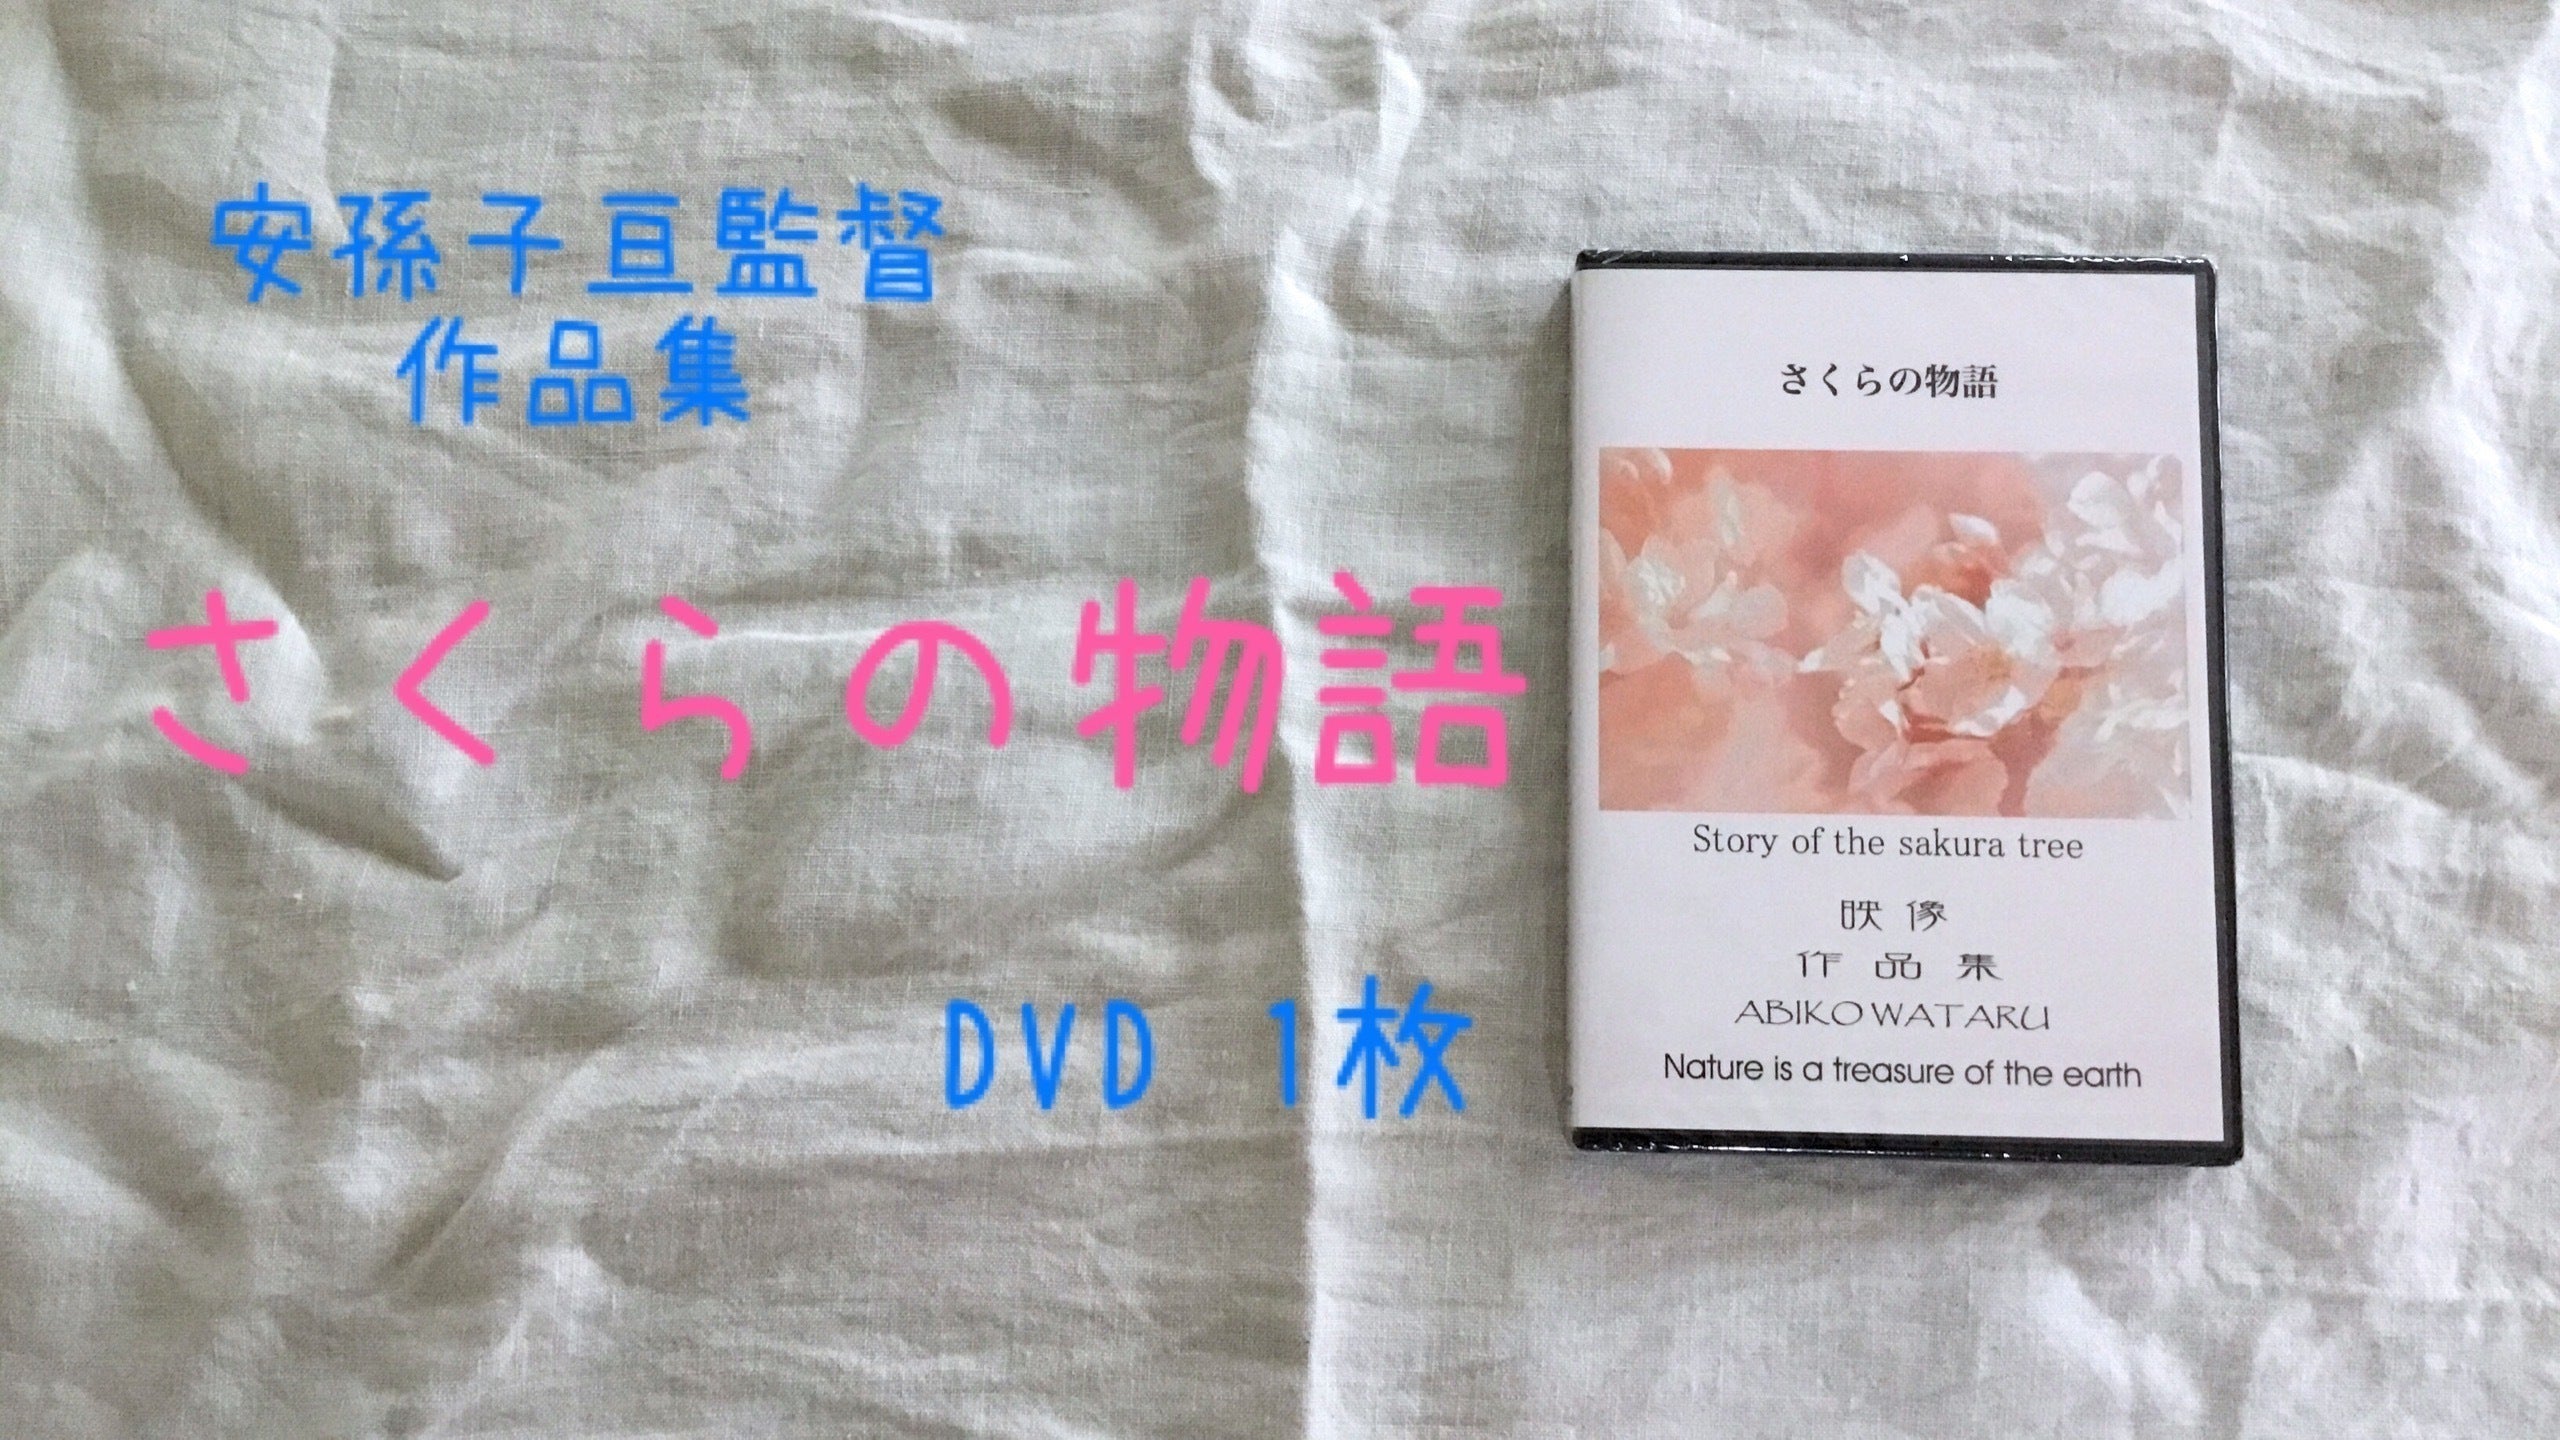 安孫子亘監督
作品集
さくらの物語
DVD 1枚
さくらの物語
Story of the sakura tree
映像
作品集
ABIKO WATARU
Nature is a treasure of the earth